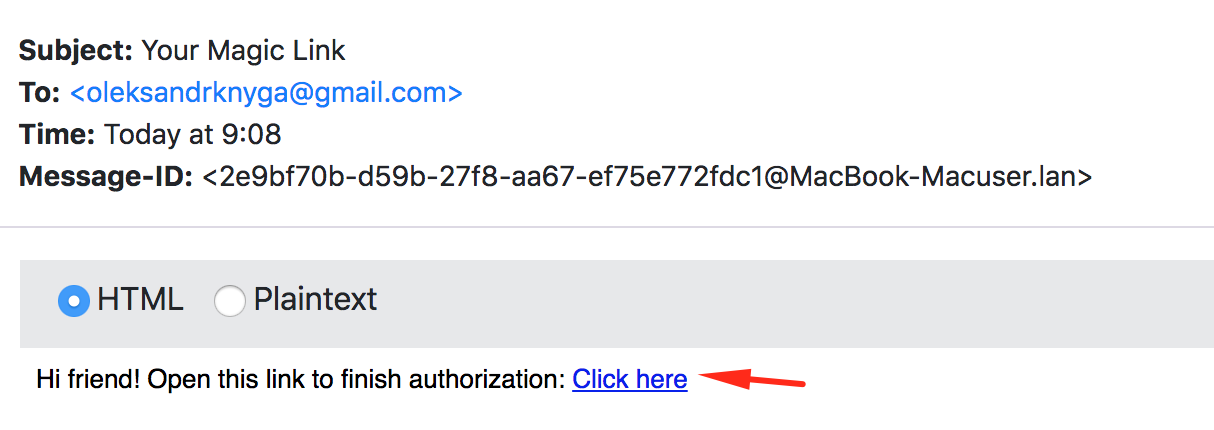 Subject: Your Magic Link
To: <oleksandrknyga@gmail.com>
Time: Today at 9:08
Message-ID: <2e9bf70b-d59b-27f8-aa67-ef75e772fdc1@MacBook-Macuser.lan>
HTML Plaintext
Hi friend! Open this link to finish authorization: Click here